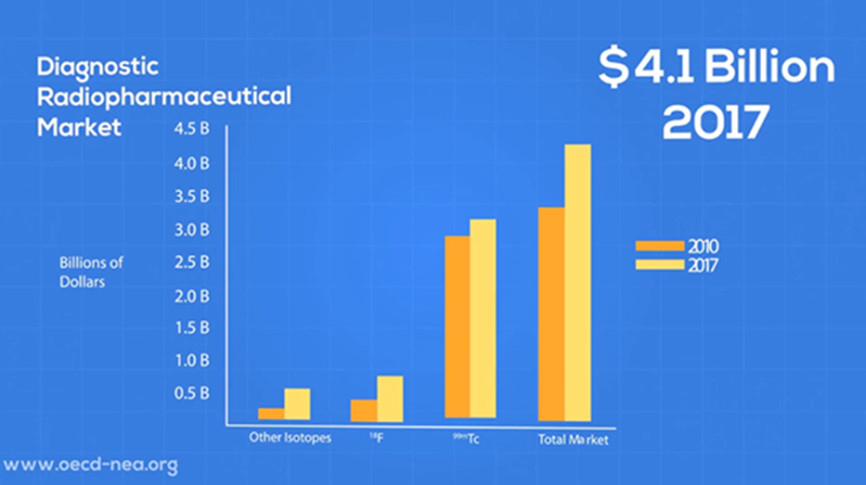 Diagnostic
Radiopharmaceutical
Market
$4.1 Billion
2017
4.5 B
4.0 B
3.5 B
3.0 B
2.5 B
2.0 B
1.5 B
1.0 B
0.5 B
Billions of
Dollars
2010
2017
Other Isotopes
¹⁸F
⁹⁹ᵐTc
Total Market
www.oecd-nea.org